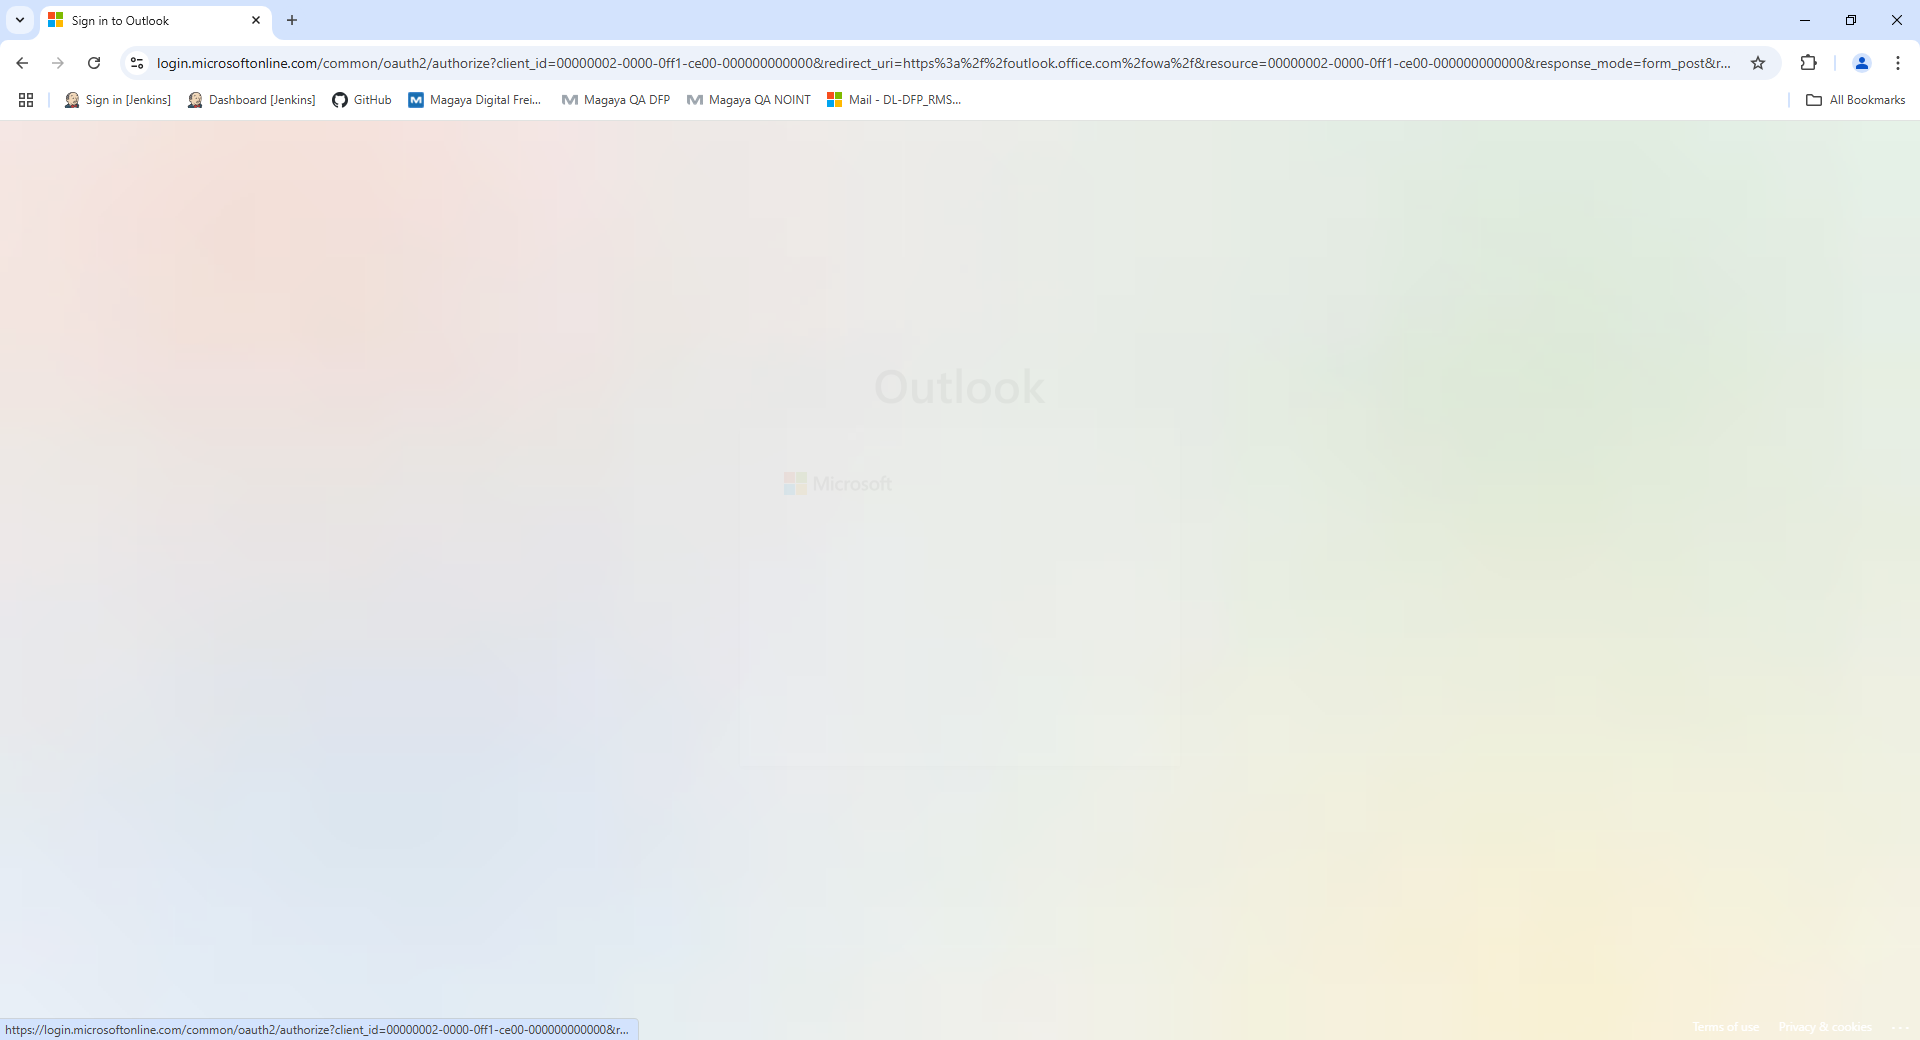 Sign in to Outlook
login.microsoftonline.com/common/oauth2/authorize?client_id=00000002-0000-0ff1-ce00-000000000000&redirect_uri=https%3a%2f%2foutlook.office.com%2fowa%2f&resource=00000002-0000-0ff1-ce00-000000000000&response_mode=form_post&r...
Sign in [Jenkins] Dashboard [Jenkins] GitHub Magaya Digital Frei... Magaya QA DFP Magaya QA NOINT Mail - DL-DFP_RMS... All Bookmarks
Outlook
Microsoft
https://login.microsoftonline.com/common/oauth2/authorize?client_id=00000002-0000-0ff1-ce00-000000000000&r...
Terms of use Privacy & cookies ...